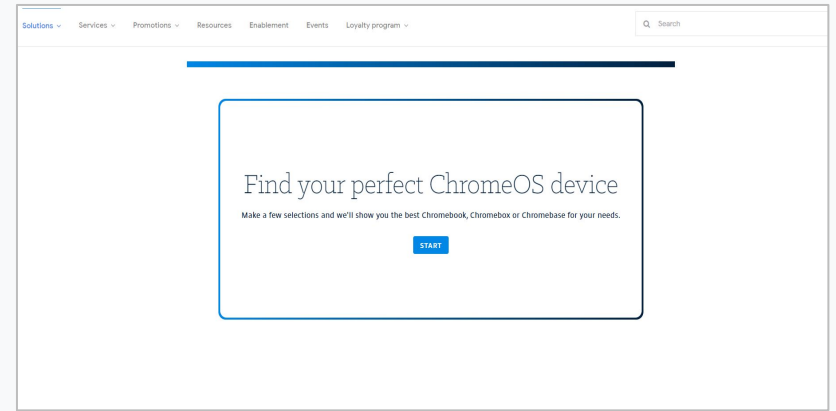 Solutions Services Promotions Resources Enablement Events Loyalty program Search
Find your perfect ChromeOS device
Make a few selections and we'll show you the best Chromebook, Chromebox or Chromebase for your needs.
START